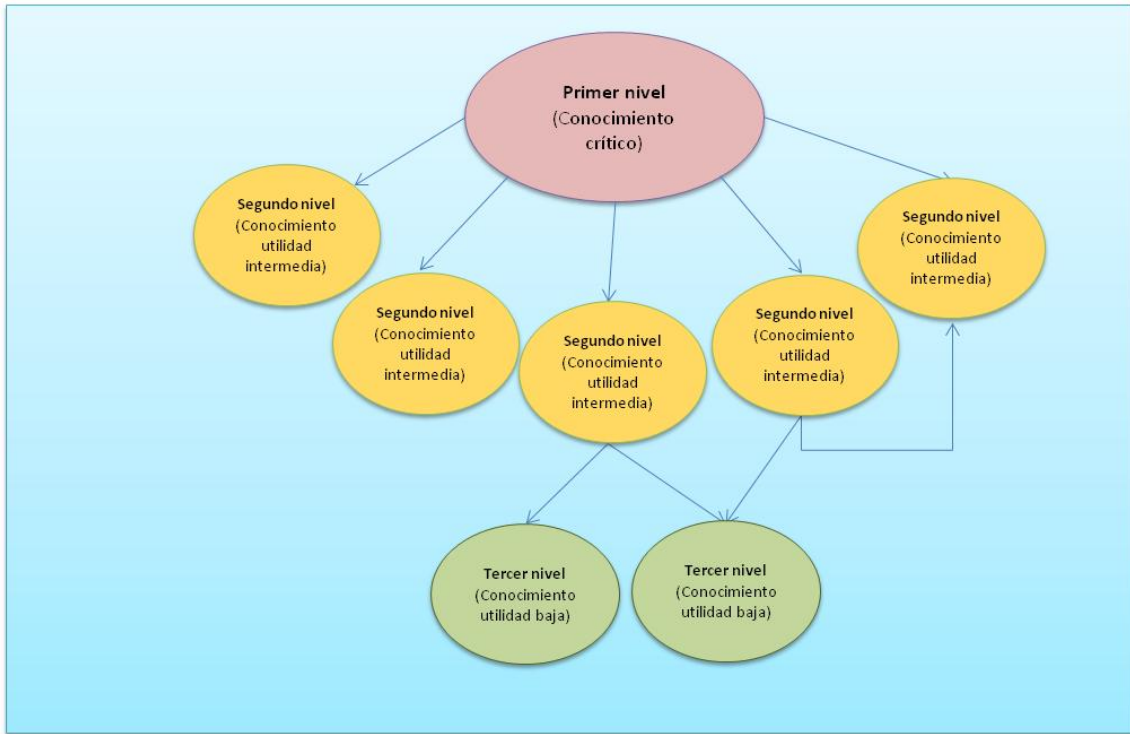 Primer nivel
(Conocimiento
crítico)
Segundo nivel
(Conocimiento
utilidad
intermedia)
Segundo nivel
(Conocimiento
utilidad
intermedia)
Segundo nivel
(Conocimiento
utilidad
intermedia)
Segundo nivel
(Conocimiento
utilidad
intermedia)
Segundo nivel
(Conocimiento
utilidad
intermedia)
Tercer nivel
(Conocimiento
utilidad baja)
Tercer nivel
(Conocimiento
utilidad baja)